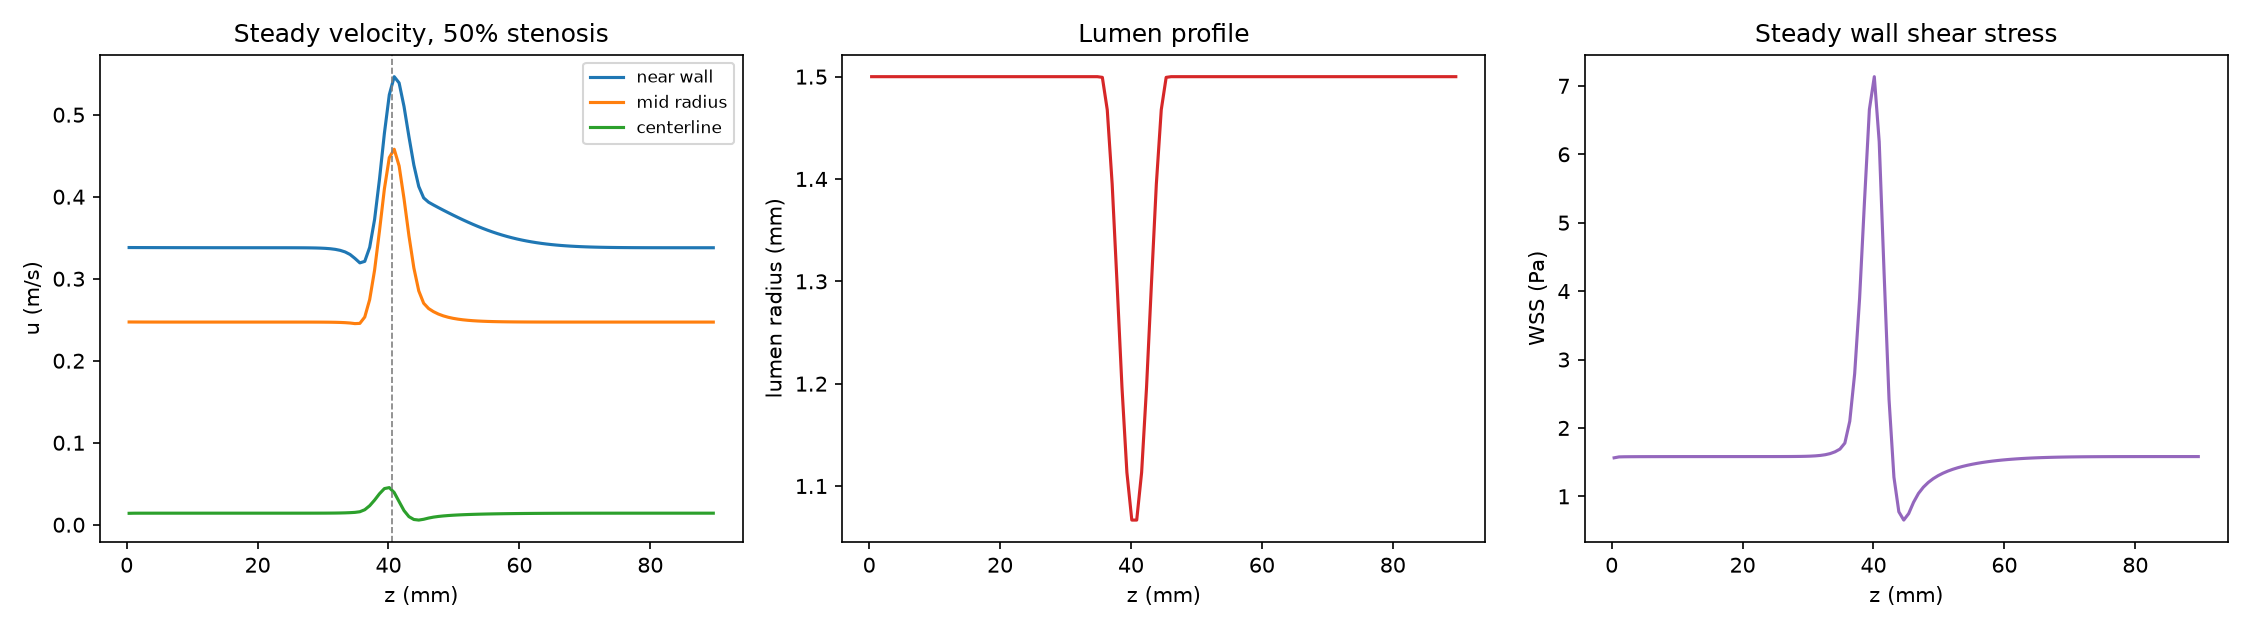 Steady velocity, 50% stenosis
near wall
mid radius
centerline
u (m/s)
0.5
0.4
0.3
0.2
0.1
0.0
0 20 40 60 80
z (mm)
Lumen profile
lumen radius (mm)
1.5
1.4
1.3
1.2
1.1
0 20 40 60 80
z (mm)
Steady wall shear stress
WSS (Pa)
7
6
5
4
3
2
1
0 20 40 60 80
z (mm)